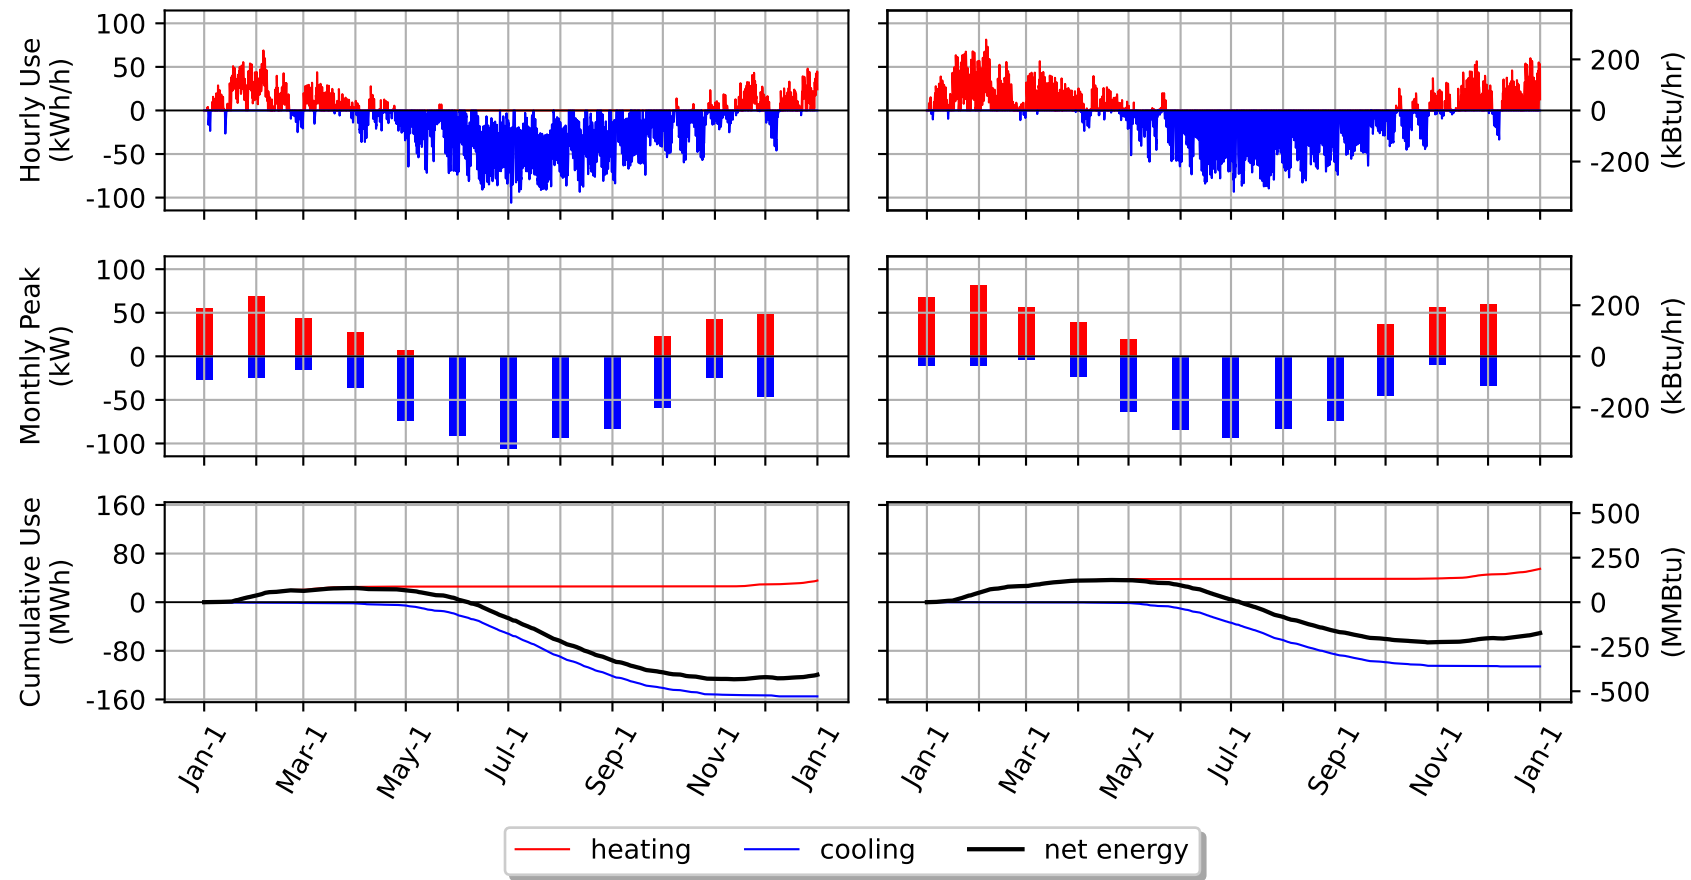 Hourly Use
(kWh/h)
100
50
0
-50
-100
200
0
-200
(kBtu/hr)
Monthly Peak
(kW)
100
50
0
-50
-100
200
0
-200
(kBtu/hr)
Cumulative Use
(MWh)
160
80
0
-80
-160
500
250
0
-250
-500
(MMBtu)
Jan-1 Mar-1 May-1 Jul-1 Sep-1 Nov-1 Jan-1
Jan-1 Mar-1 May-1 Jul-1 Sep-1 Nov-1 Jan-1
heating cooling net energy